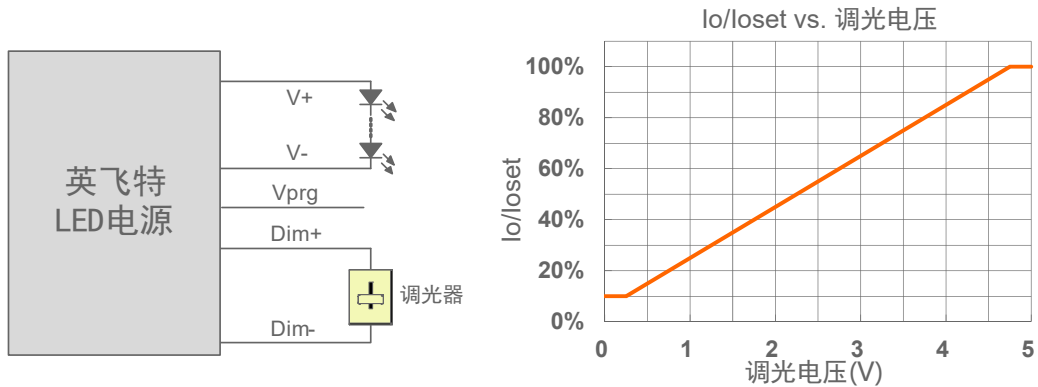 英飞特
LED电源
V+
V-
Vprg
Dim+
Dim-
调光器
Io/Ioset vs. 调光电压
Io/Ioset
100%
80%
60%
40%
20%
0%
0 1 2 3 4 5
调光电压(V)